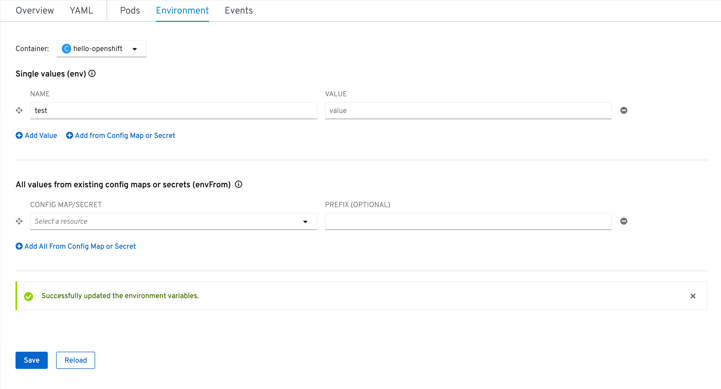 Overview YAML Pods Environment Events
Container: C hello-openshift
Single values (env)
NAME VALUE
test value
Add Value Add from Config Map or Secret
All values from existing config maps or secrets (envFrom)
CONFIG MAP/SECRET PREFIX (OPTIONAL)
Select a resource
Add All From Config Map or Secret
Successfully updated the environment variables.
Save Reload